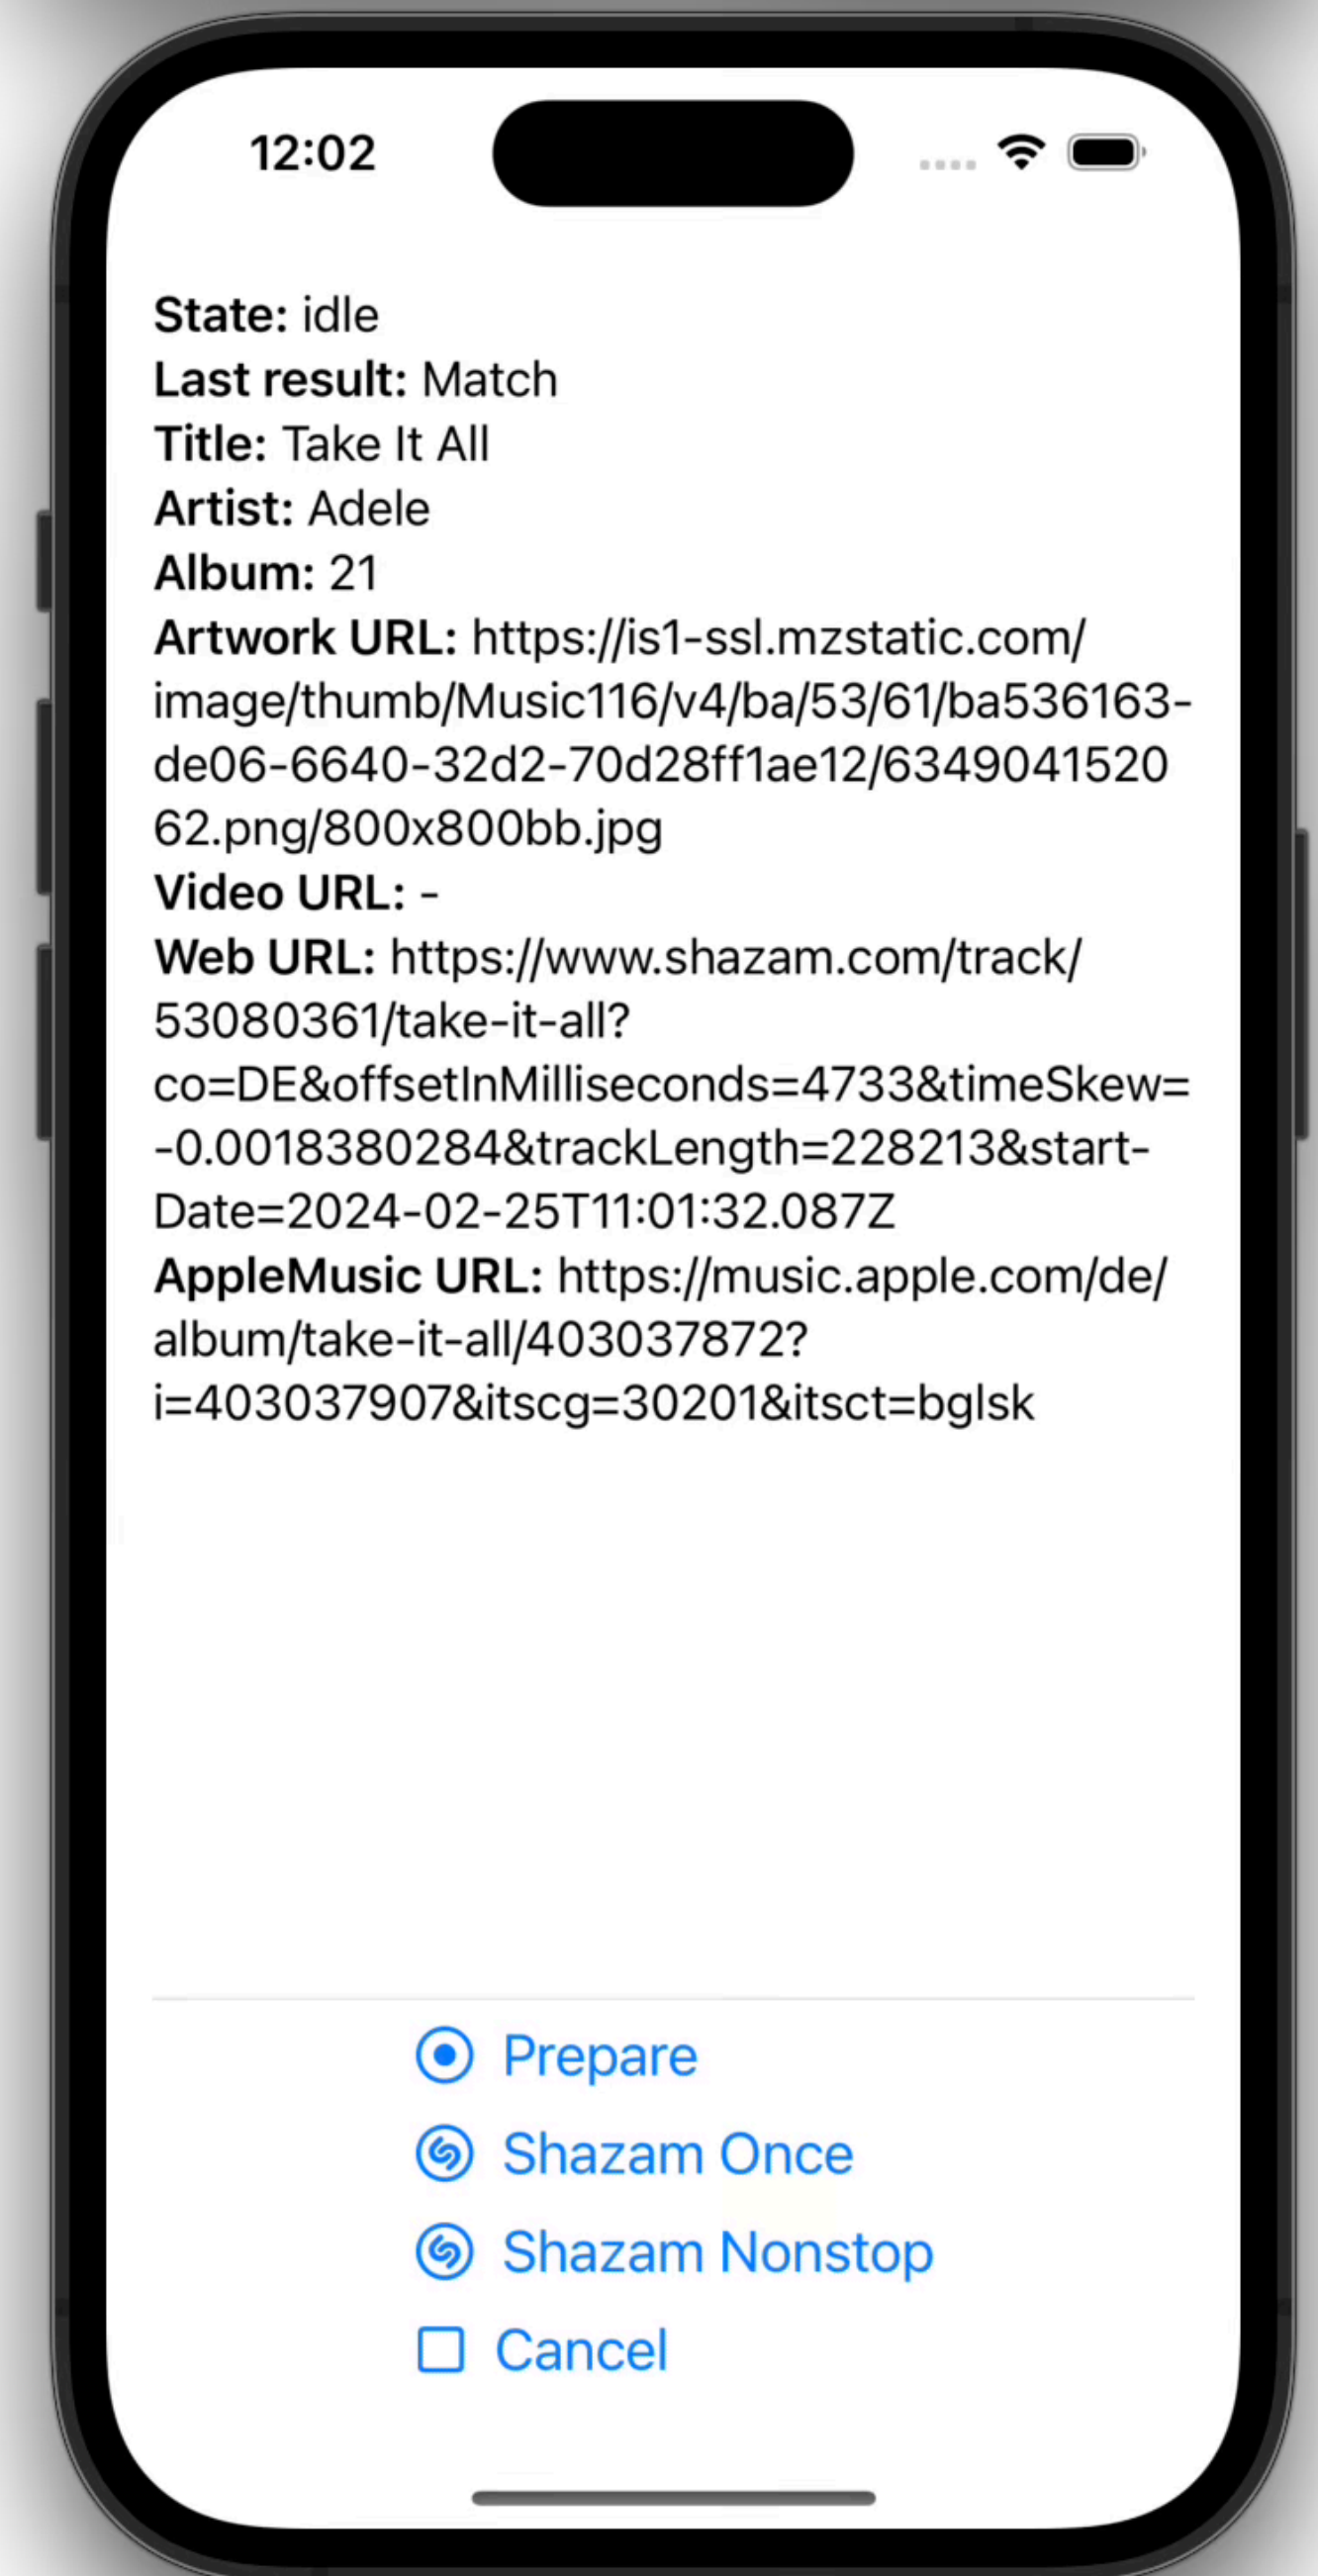 12:02
State: idle
Last result: Match
Title: Take It All
Artist: Adele
Album: 21
Artwork URL: https://is1-ssl.mzstatic.com/
image/thumb/Music116/v4/ba/53/61/ba536163-
de06-6640-32d2-70d28ff1ae12/6349041520
62.png/800x800bb.jpg
Video URL: -
Web URL: https://www.shazam.com/track/
53080361/take-it-all?
co=DE&offsetInMilliseconds=4733&timeSkew=
-0.0018380284&trackLength=228213&start-
Date=2024-02-25T11:01:32.087Z
AppleMusic URL: https://music.apple.com/de/
album/take-it-all/403037872?
i=403037907&itscg=30201&itsct=bglsk
Prepare
Shazam Once
Shazam Nonstop
Cancel